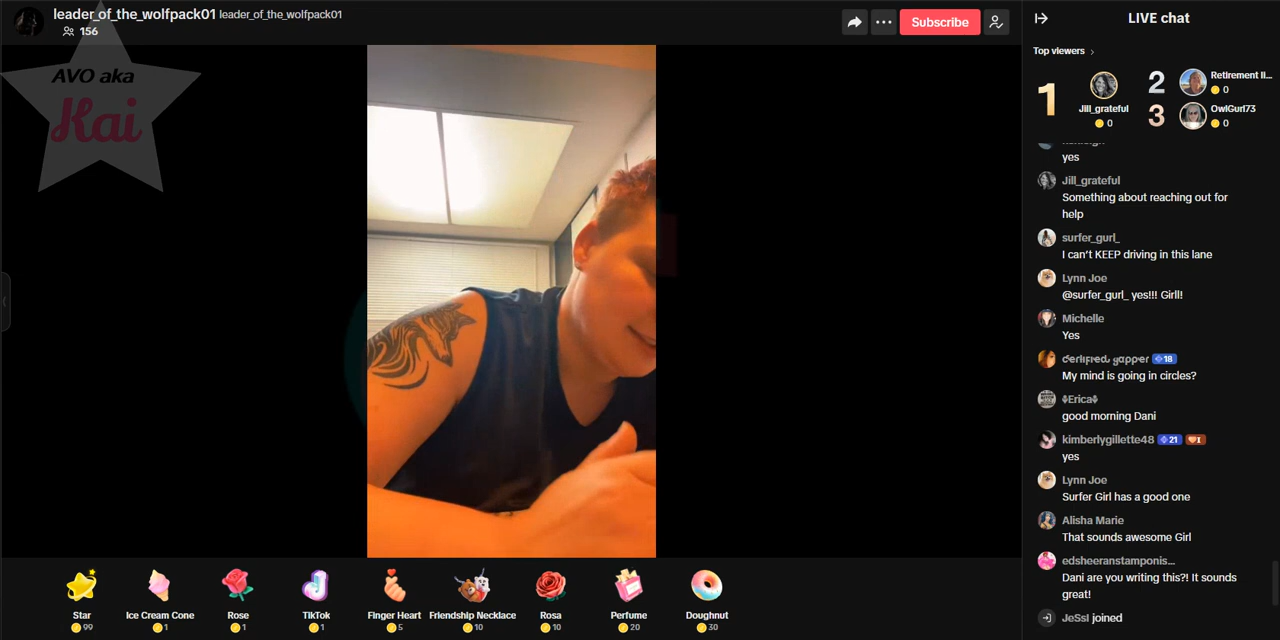 leader_of_the_wolfpack01 leader_of_the_wolfpack01
156
Subscribe
AVO aka
Kai
LIVE chat
Top viewers
1
Jill_grateful
0
2
Retirement li...
0
3
OwlGurl73
0
yes
Jill_grateful
Something about reaching out for
help
surfer_gurl_
I can't KEEP driving in this lane
Lynn Joe
@surfer_gurl_ yes!!! Girll!
Michelle
Yes
18
My mind is going in circles?
Erica
good morning Dani
kimberlygillette48 21 I
yes
Lynn Joe
Surfer Girl has a good one
Alisha Marie
That sounds awesome Girl
edsheeranstamponis...
Dani are you writing this?! It sounds
great!
JeSSI joined
Star
99
Ice Cream Cone
1
Rose
1
TikTok
1
Finger Heart
5
Friendship Necklace
10
Rosa
10
Perfume
20
Doughnut
30